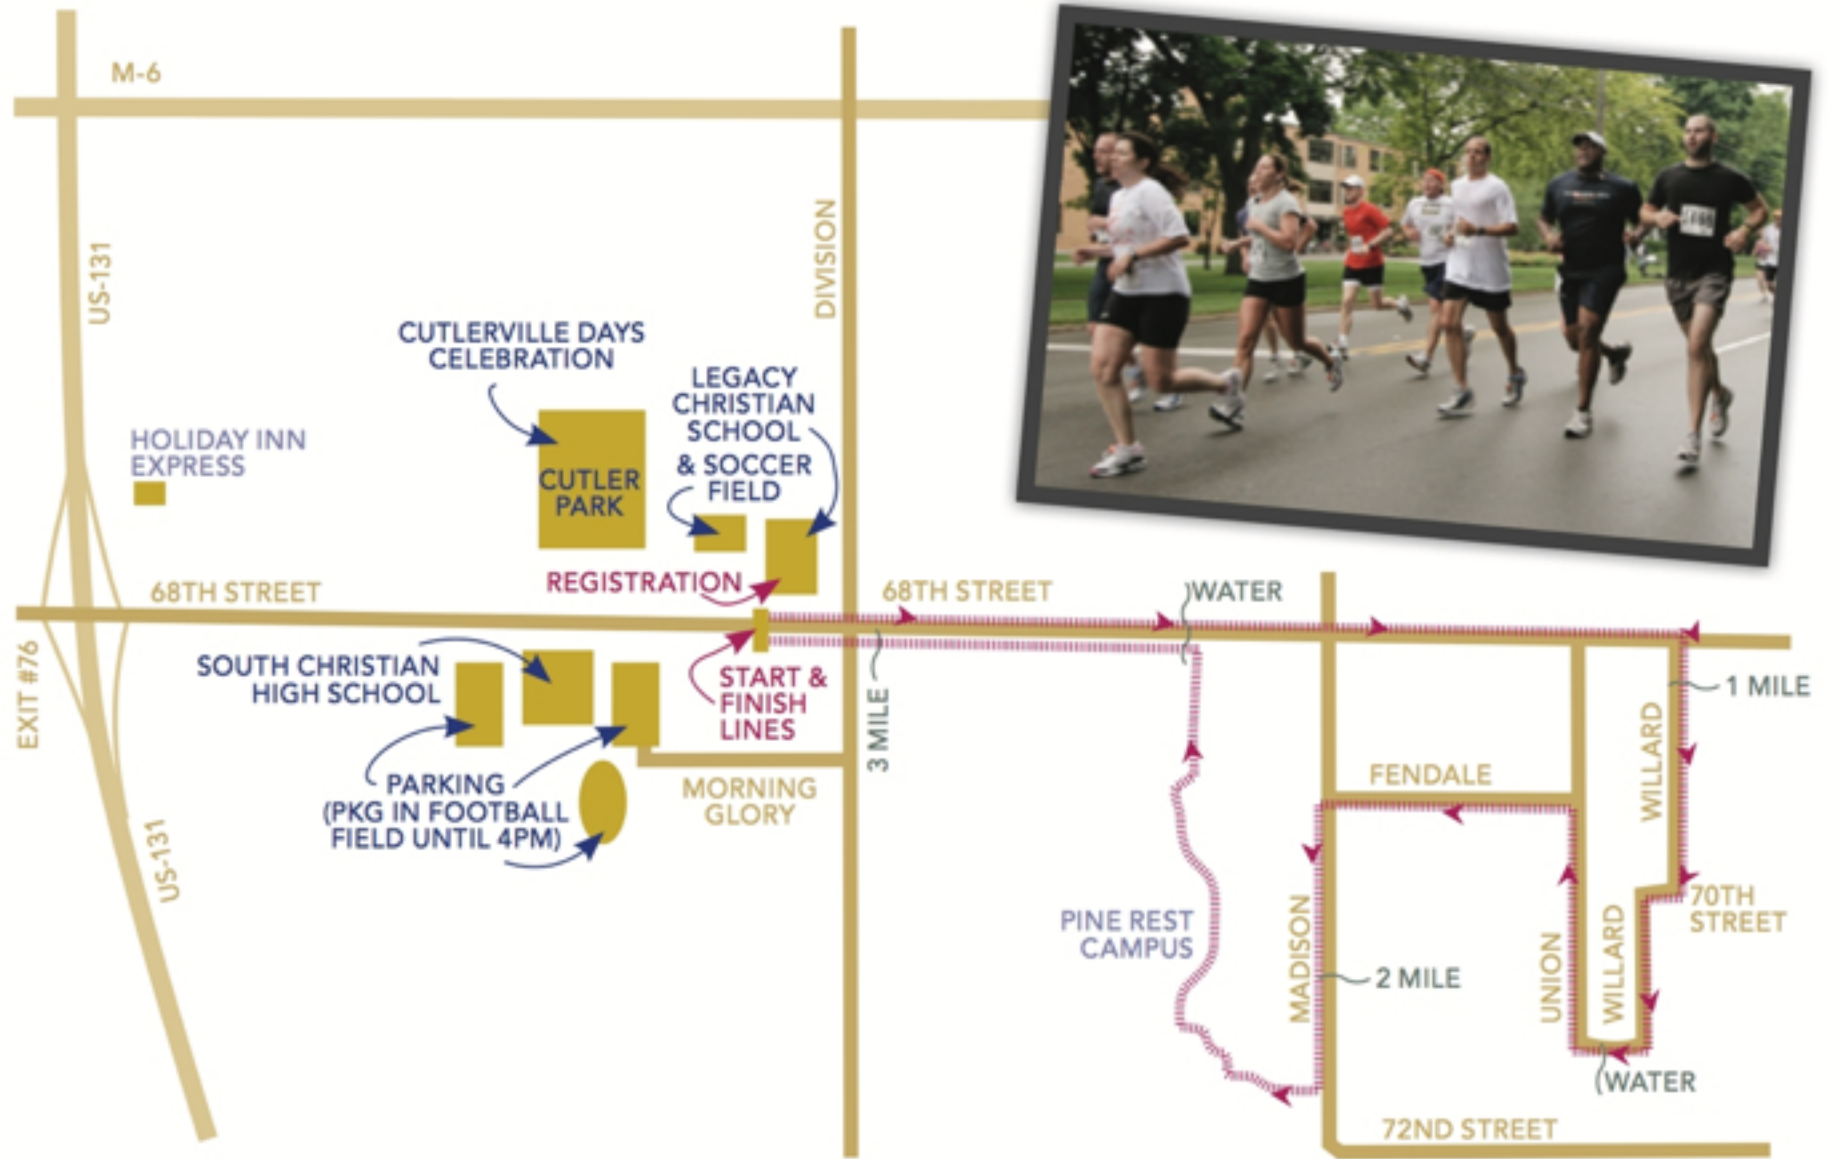 M-6
US-131
DIVISION
CUTLERVILLE DAYS
CELEBRATION
LEGACY
CHRISTIAN
SCHOOL
& SOCCER
FIELD
HOLIDAY INN
EXPRESS
CUTLER
PARK
REGISTRATION
68TH STREET
68TH STREET
WATER
EXIT #76
SOUTH CHRISTIAN
HIGH SCHOOL
START &
FINISH
LINES
3 MILE
1 MILE
WILLARD
FENDALE
PARKING
(PKG IN FOOTBALL
FIELD UNTIL 4PM)
MORNING
GLORY
US-131
PINE REST
CAMPUS
MADISON
2 MILE
UNION
WILLARD
70TH
STREET
WATER
72ND STREET